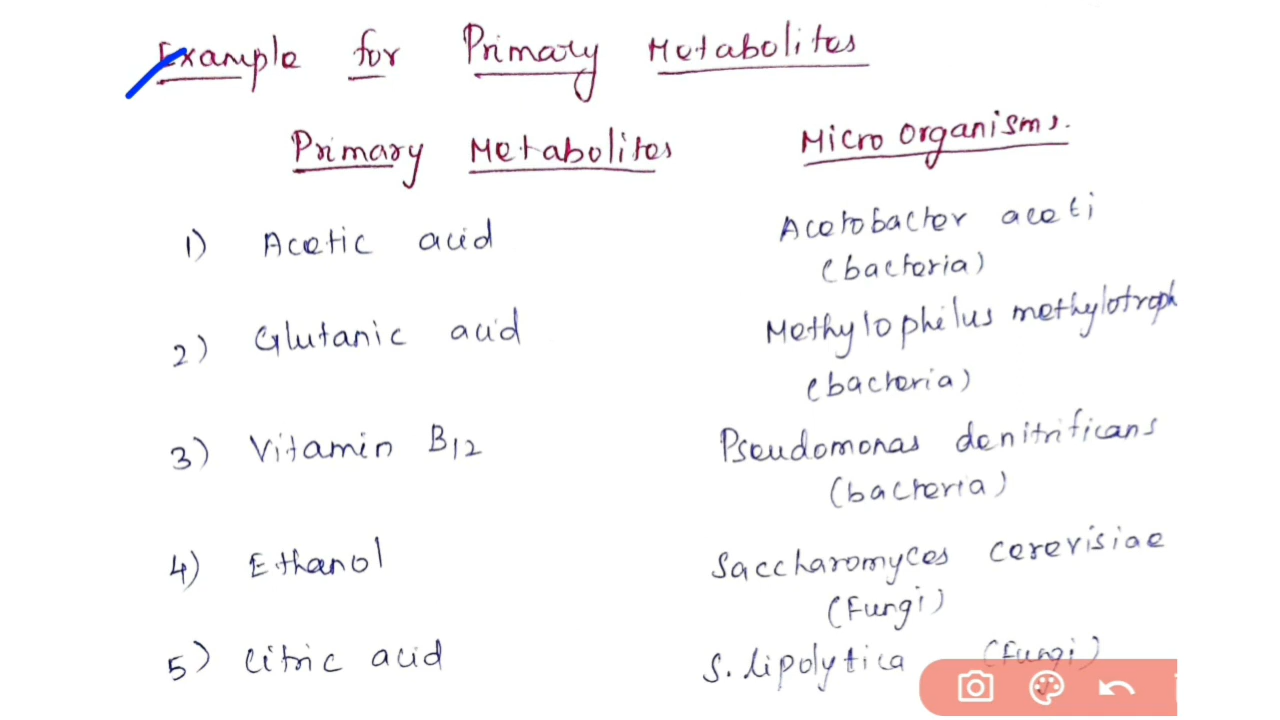 Example for Primary Metabolites
Primary Metabolites Micro Organisms.
1) Acetic acid Acetobacter aceti
(bacteria)
2) Glutanic acid Methylophilus methylotroph
(bacteria)
3) Vitamin B12 Pseudomonas denitrificans
(bacteria)
4) Ethanol Saccharomyces cerevisiae
(Fungi)
5) Citric acid S. lipolytica (Fungi)